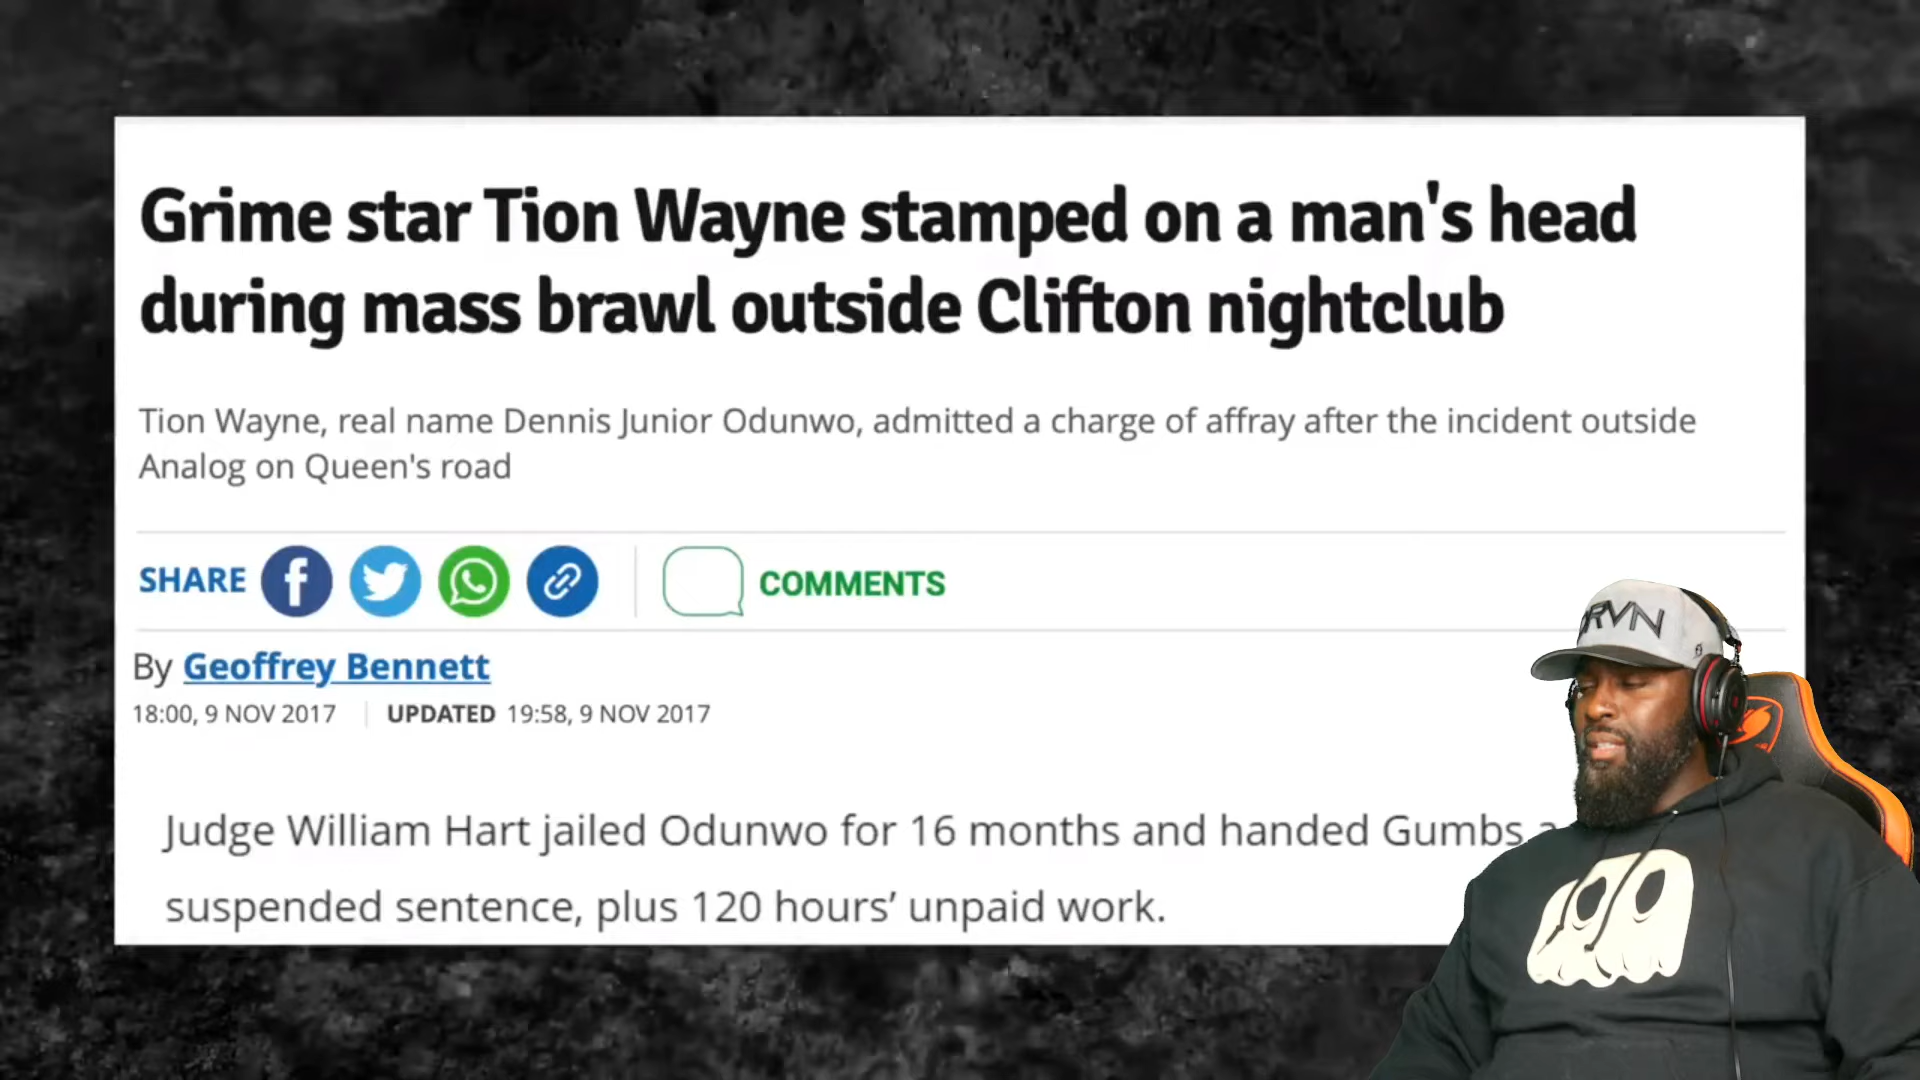 Grime star Tion Wayne stamped on a man's head
during mass brawl outside Clifton nightclub
Tion Wayne, real name Dennis Junior Odunwo, admitted a charge of affray after the incident outside
Analog on Queen's road
SHARE
COMMENTS
By Geoffrey Bennett
18:00, 9 NOV 2017 UPDATED 19:58, 9 NOV 2017
Judge William Hart jailed Odunwo for 16 months and handed Gumbs
suspended sentence, plus 120 hours’ unpaid work.